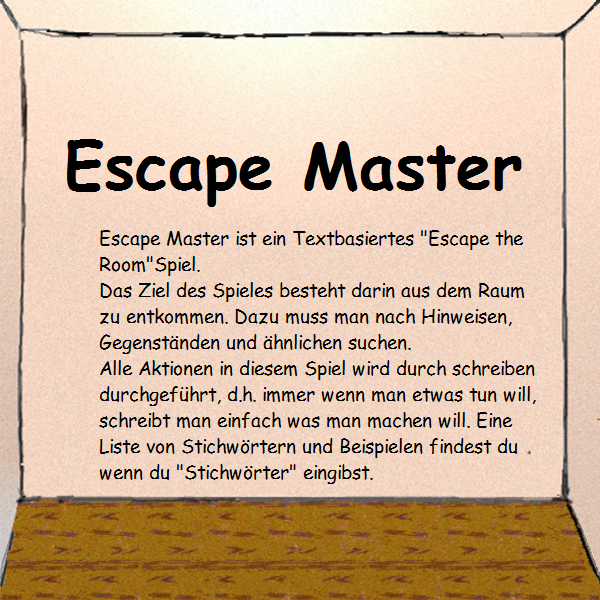 Escape Master
Escape Master ist ein Textbasiertes "Escape the
Room"Spiel.
Das Ziel des Spieles besteht darin aus dem Raum
zu entkommen. Dazu muss man nach Hinweisen,
Gegenständen und ähnlichen suchen.
Alle Aktionen in diesem Spiel wird durch schreiben
durchgeführt, d.h. immer wenn man etwas tun will,
schreibt man einfach was man machen will. Eine
Liste von Stichwörtern und Beispielen findest du .
wenn du "Stichwörter" eingibst.